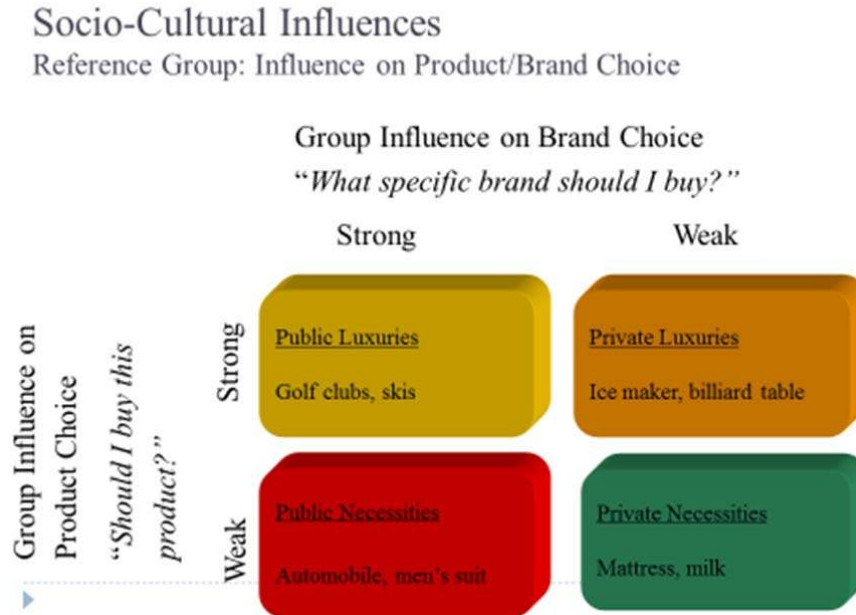 Socio-Cultural Influences
Reference Group: Influence on Product/Brand Choice
Group Influence on Brand Choice
“What specific brand should I buy?”
Strong
Weak
Group Influence on
Product Choice
“Should I buy this
product?”
Strong
Public Luxuries
Golf clubs, skis
Private Luxuries
Ice maker, billiard table
Weak
Public Necessities
Automobile, men’s suit
Private Necessities
Mattress, milk